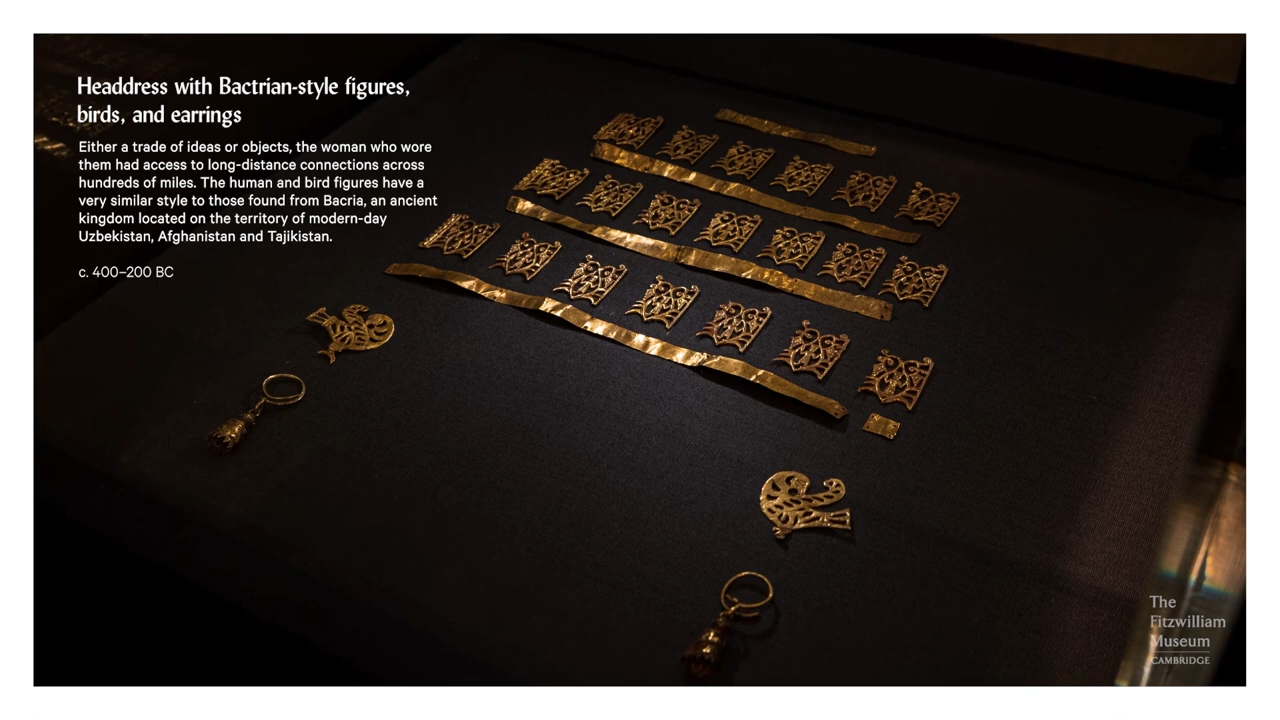 Headdress with Bactrian-style figures,
birds, and earrings
Either a trade of ideas or objects, the woman who wore
them had access to long-distance connections across
hundreds of miles. The human and bird figures have a
very similar style to those found from Bacria, an ancient
kingdom located on the territory of modern-day
Uzbekistan, Afghanistan and Tajikistan.
c. 400–200 BC
The
Fitzwilliam
Museum
CAMBRIDGE